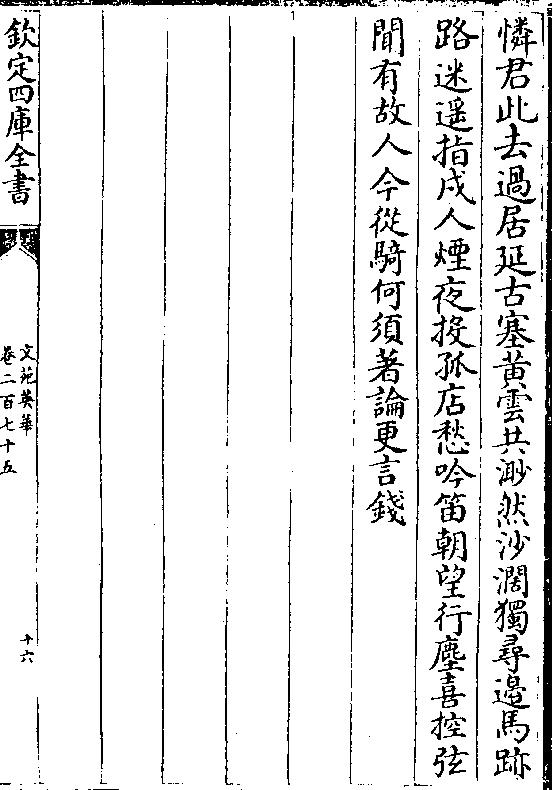 憐君此去過居延古塞黃雲共渺然沙濶獨尋邉馬跡
路迷遥指戍人煙夜投孤店愁吟笛朝望行塵喜控弦
聞有故人今從騎何須著論更言錢
欽定四庫全書
文苑英華
卷二百七十五
十六